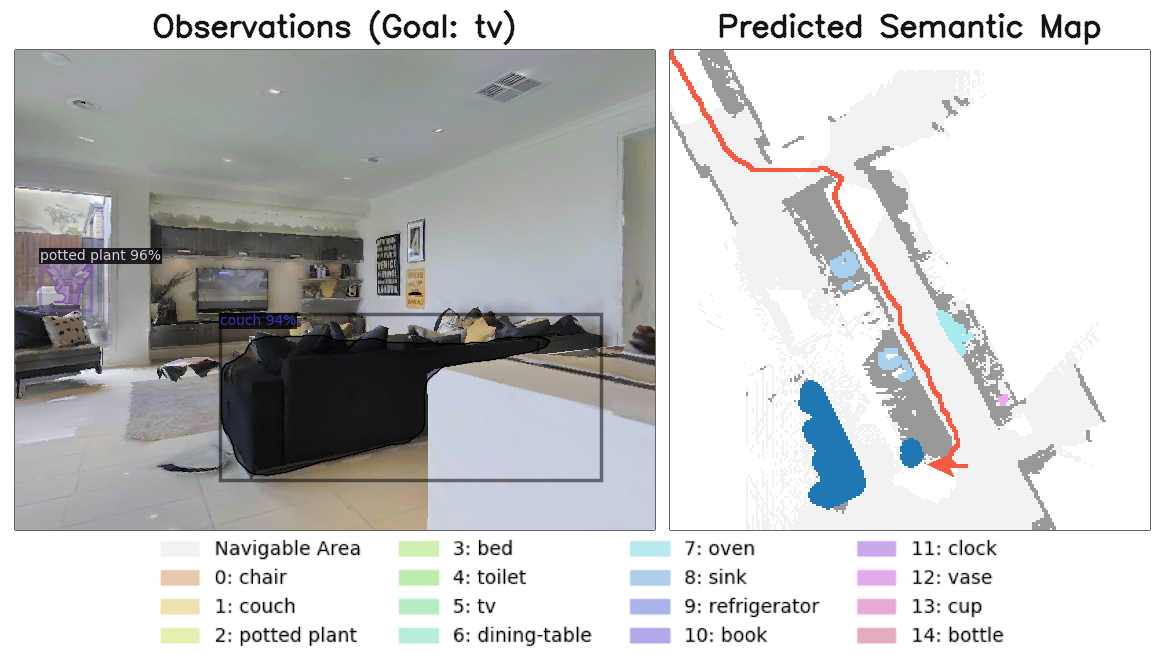 Observations (Goal: tv)
Predicted Semantic Map
potted plant 96%
couch 94%
Navigable Area
0: chair
1: couch
2: potted plant
3: bed
4: toilet
5: tv
6: dining-table
7: oven
8: sink
9: refrigerator
10: book
11: clock
12: vase
13: cup
14: bottle